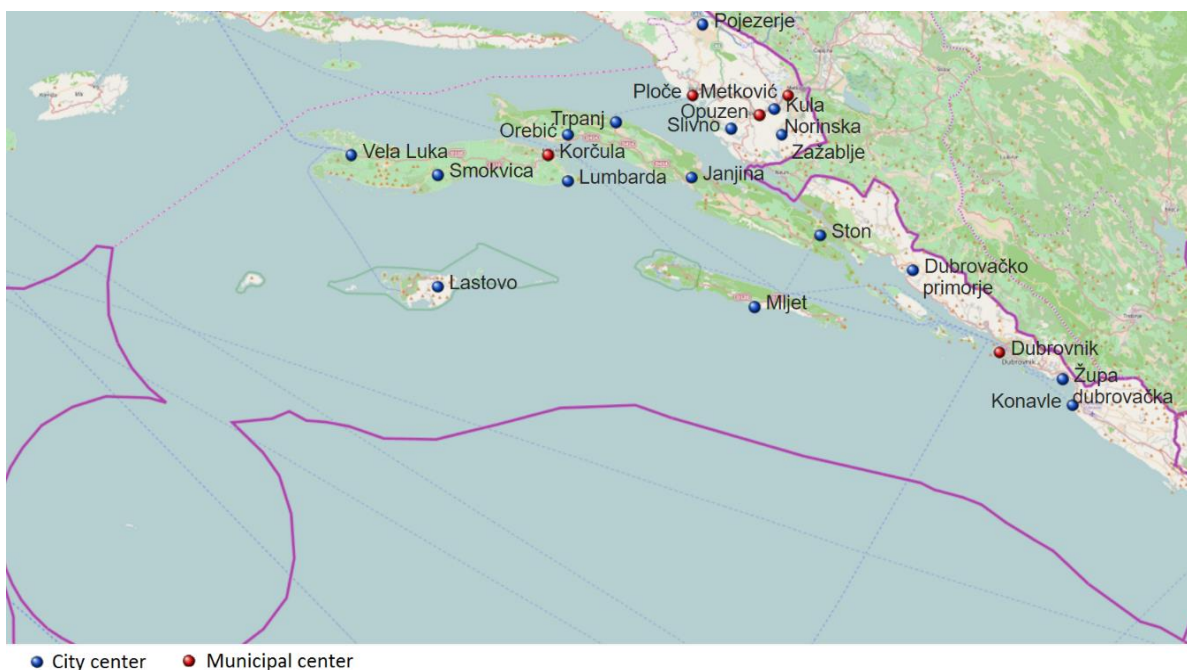 Pojezerje
Ploče
Metković
Opuzen
Kula
Norinska
Slivno
Zažablje
Trpanj
Orebić
Korčula
Vela Luka
Smokvica
Lumbarda
Janjina
Ston
Dubrovačko
primorje
Lastovo
Mljet
Dubrovnik
Dubrovnik
Župa
dubrovačka
Konavle
City center
Municipal center